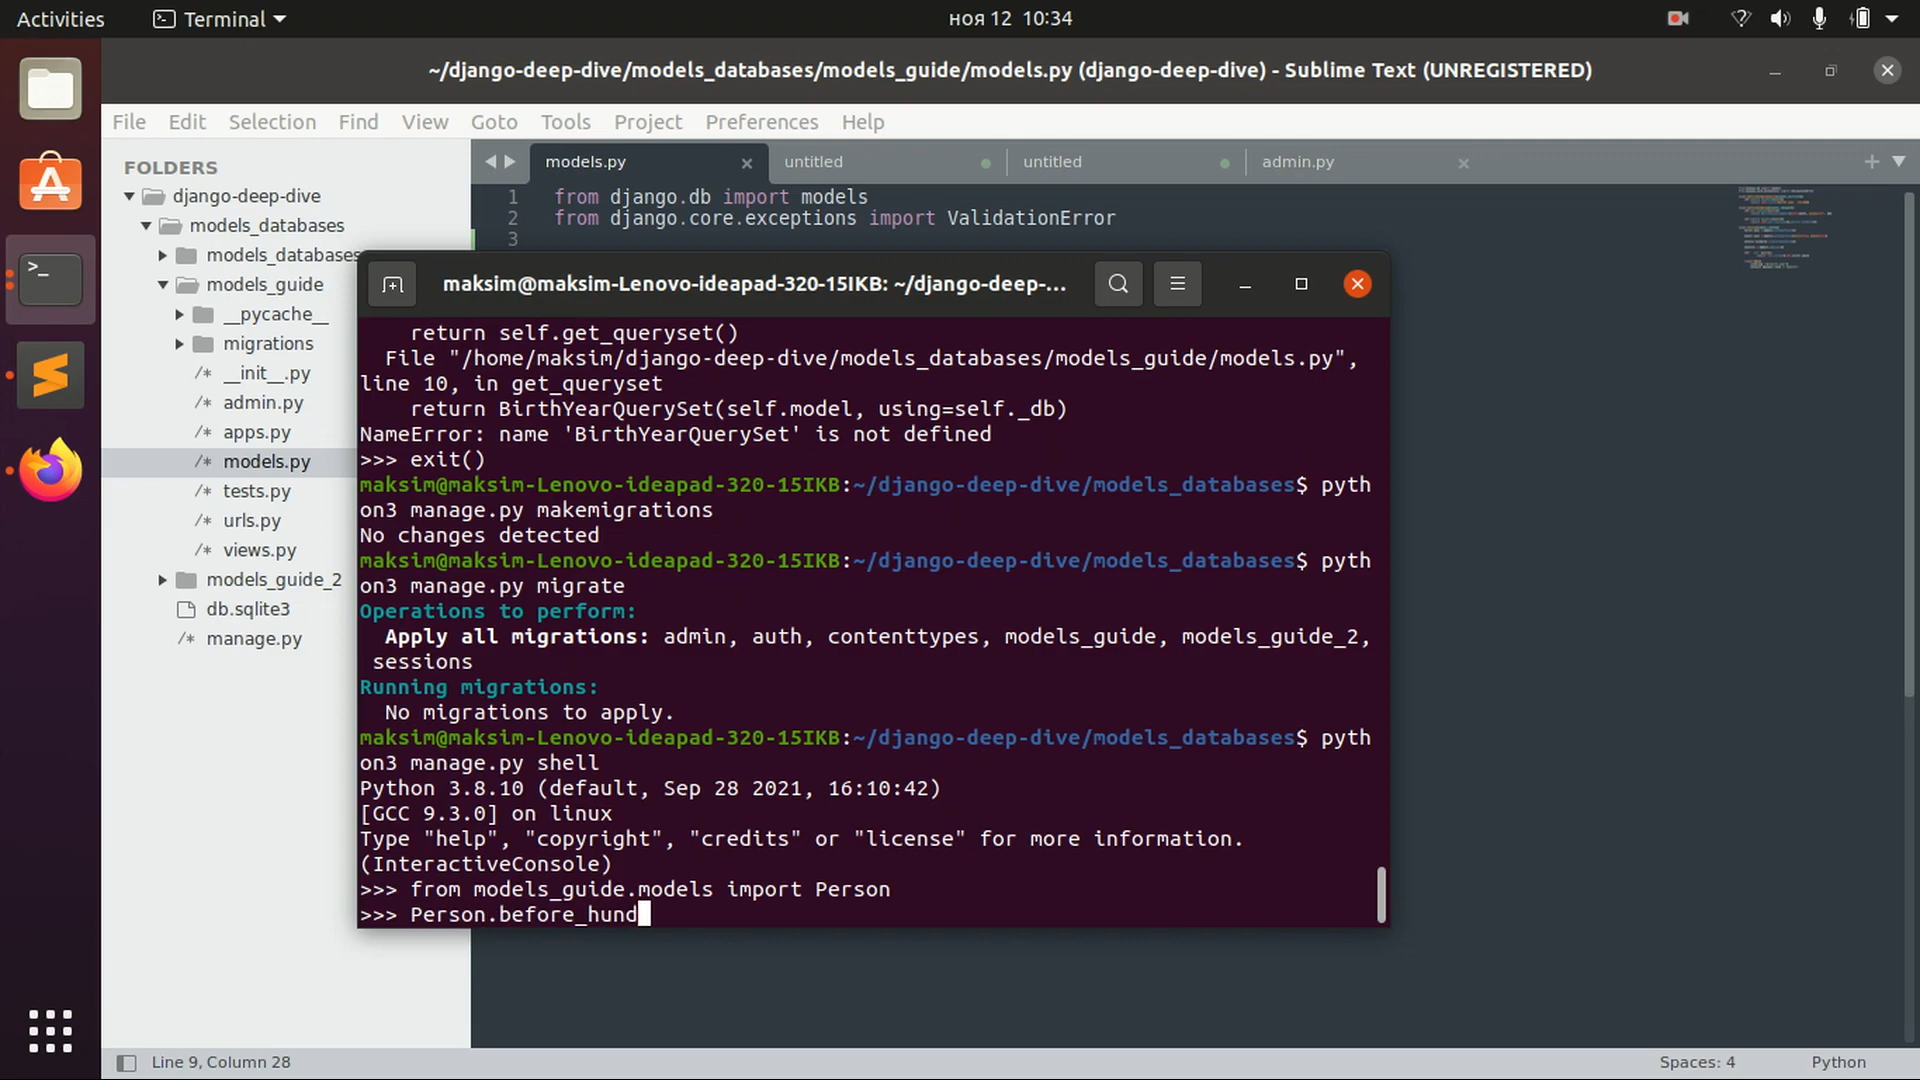 Activities
Terminal
ноя 12 10:34
~/django-deep-dive/models_databases/models_guide/models.py (django-deep-dive) - Sublime Text (UNREGISTERED)
File Edit Selection Find View Goto Tools Project Preferences Help
FOLDERS
django-deep-dive
models_databases
models_databases
models_guide
__pycache__
migrations
/* __init__.py
/* admin.py
/* apps.py
/* models.py
/* tests.py
/* urls.py
/* views.py
models_guide_2
db.sqlite3
/* manage.py
models.py
untitled
untitled
admin.py
1 from django.db import models
2 from django.core.exceptions import ValidationError
3
maksim@maksim-Lenovo-ideapad-320-15IKB: ~/django-deep-...
return self.get_queryset()
File "/home/maksim/django-deep-dive/models_databases/models_guide/models.py",
line 10, in get_queryset
return BirthYearQuerySet(self.model, using=self._db)
NameError: name 'BirthYearQuerySet' is not defined
>>> exit()
maksim@maksim-Lenovo-ideapad-320-15IKB:~/django-deep-dive/models_databases$ pyth
on3 manage.py makemigrations
No changes detected
maksim@maksim-Lenovo-ideapad-320-15IKB:~/django-deep-dive/models_databases$ pyth
on3 manage.py migrate
Operations to perform:
Apply all migrations: admin, auth, contenttypes, models_guide, models_guide_2,
sessions
Running migrations:
No migrations to apply.
maksim@maksim-Lenovo-ideapad-320-15IKB:~/django-deep-dive/models_databases$ pyth
on3 manage.py shell
Python 3.8.10 (default, Sep 28 2021, 16:10:42)
[GCC 9.3.0] on linux
Type "help", "copyright", "credits" or "license" for more information.
(InteractiveConsole)
>>> from models_guide.models import Person
>>> Person.before_hund
Line 9, Column 28
Spaces: 4
Python